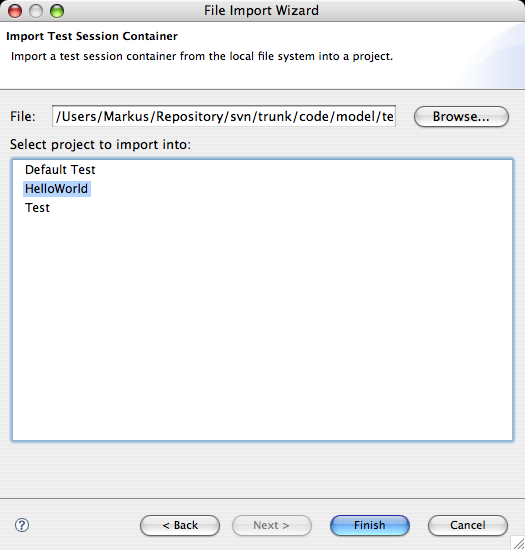 File Import Wizard
Import Test Session Container
Import a test session container from the local file system into a project.
File: /Users/Markus/Repository/svn/trunk/code/model/te Browse...
Select project to import into:
Default Test
HelloWorld
Test
? < Back Next > Finish Cancel